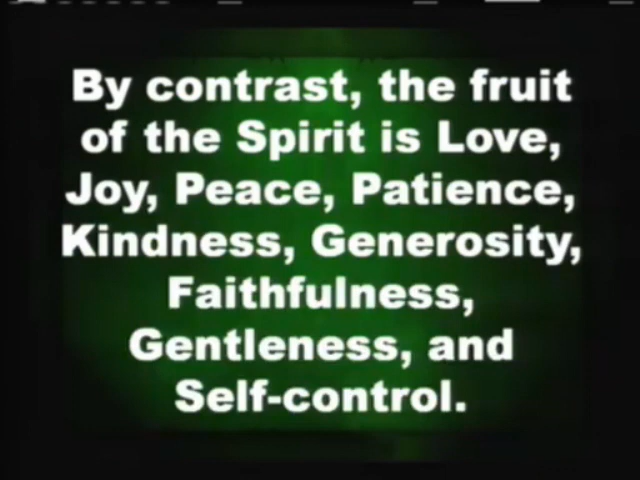 By contrast, the fruit
of the Spirit is Love,
Joy, Peace, Patience,
Kindness, Generosity,
Faithfulness,
Gentleness, and
Self-control.